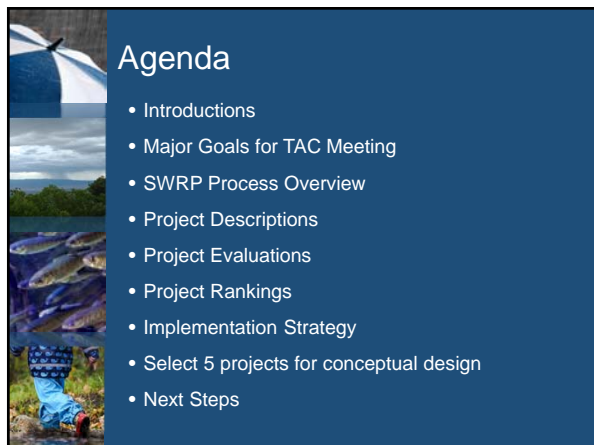 Agenda
• Introductions
• Major Goals for TAC Meeting
• SWRP Process Overview
• Project Descriptions
• Project Evaluations
• Project Rankings
• Implementation Strategy
• Select 5 projects for conceptual design
• Next Steps